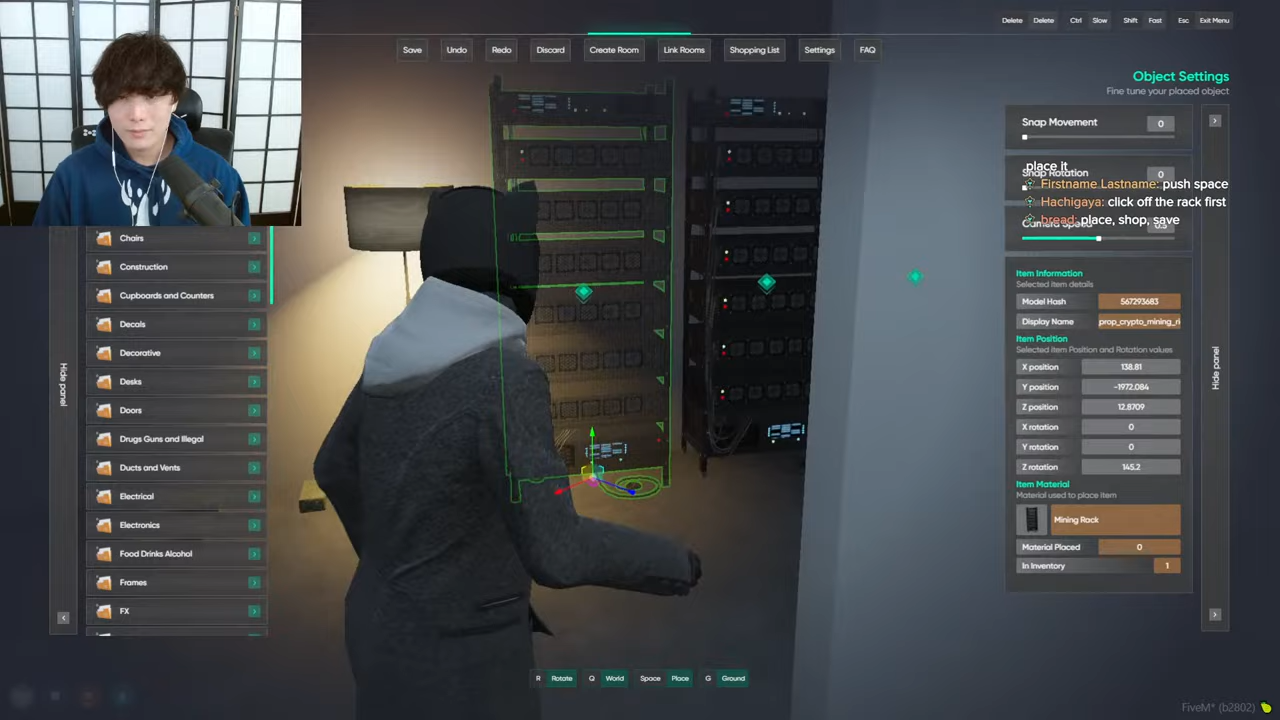 Delete Delete Ctrl Slow Shift Fast Esc Exit Menu
Save Undo Redo Discard Create Room Link Rooms Shopping List Settings FAQ
Object Settings
Fine tune your placed object
Snap Movement 0
place it
Snap Rotation 0
Firstname Lastname: push space
Hachigaya: click off the rack first
bread: place, shop, save
Camera Speed
Chairs
Construction
Cupboards and Counters
Decals
Decorative
Desks
Doors
Drugs Guns and Illegal
Ducts and Vents
Electrical
Electronics
Food Drinks Alcohol
Frames
FX
Hide panel
Item Information
Selected item details
Model Hash 567293683
Display Name prop_crypto_mining_ri
Item Position
Selected item Position and Rotation values
X position 138.81
Y position -1972.084
Z position 12.8709
X rotation 0
Y rotation 0
Z rotation 145.2
Item Material
Material used to place item
Mining Rack
Material Placed 0
In Inventory 1
Hide panel
R Rotate Q World Space Place G Ground
FiveM* (b2802)